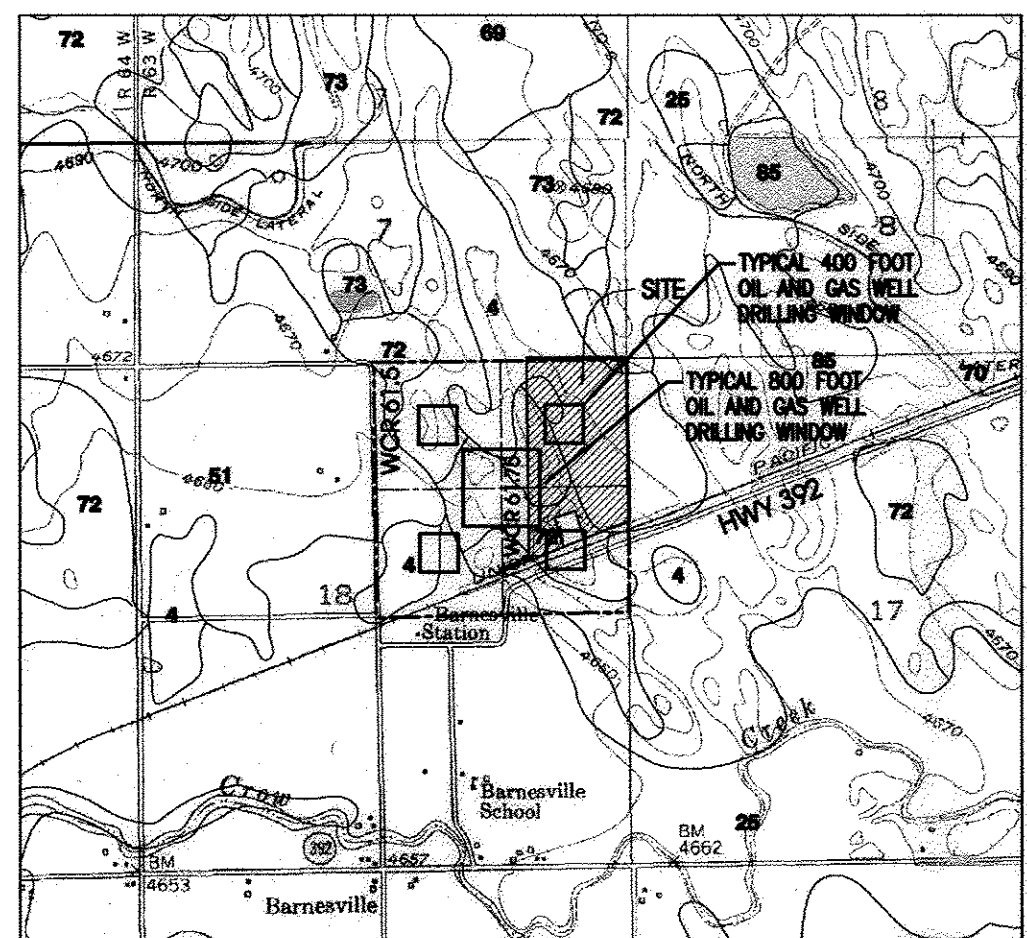 72
R 64 W
R 63 W
4700
73
69
72
25
4700
8
4690
4700
NORTH
SIDE LATERAL
7
73
4680
NORTH
85
SIDE
4700
8
4690
4670
73
4
SITE
TYPICAL 400 FOOT
OIL AND GAS WELL
DRILLING WINDOW
4672
4670
72
85
70
TYPICAL 800 FOOT
OIL AND GAS WELL
DRILLING WINDOW
WCR 61.5
WCR 61.75
PACIFIC
HWY 392
51
72
72
4
4
4
18
17
Barnesville
Station
4660
4670
4670
Crow
Creek
Barnesville
School
25
392
BM
4653
4657
BM
4662
Barnesville